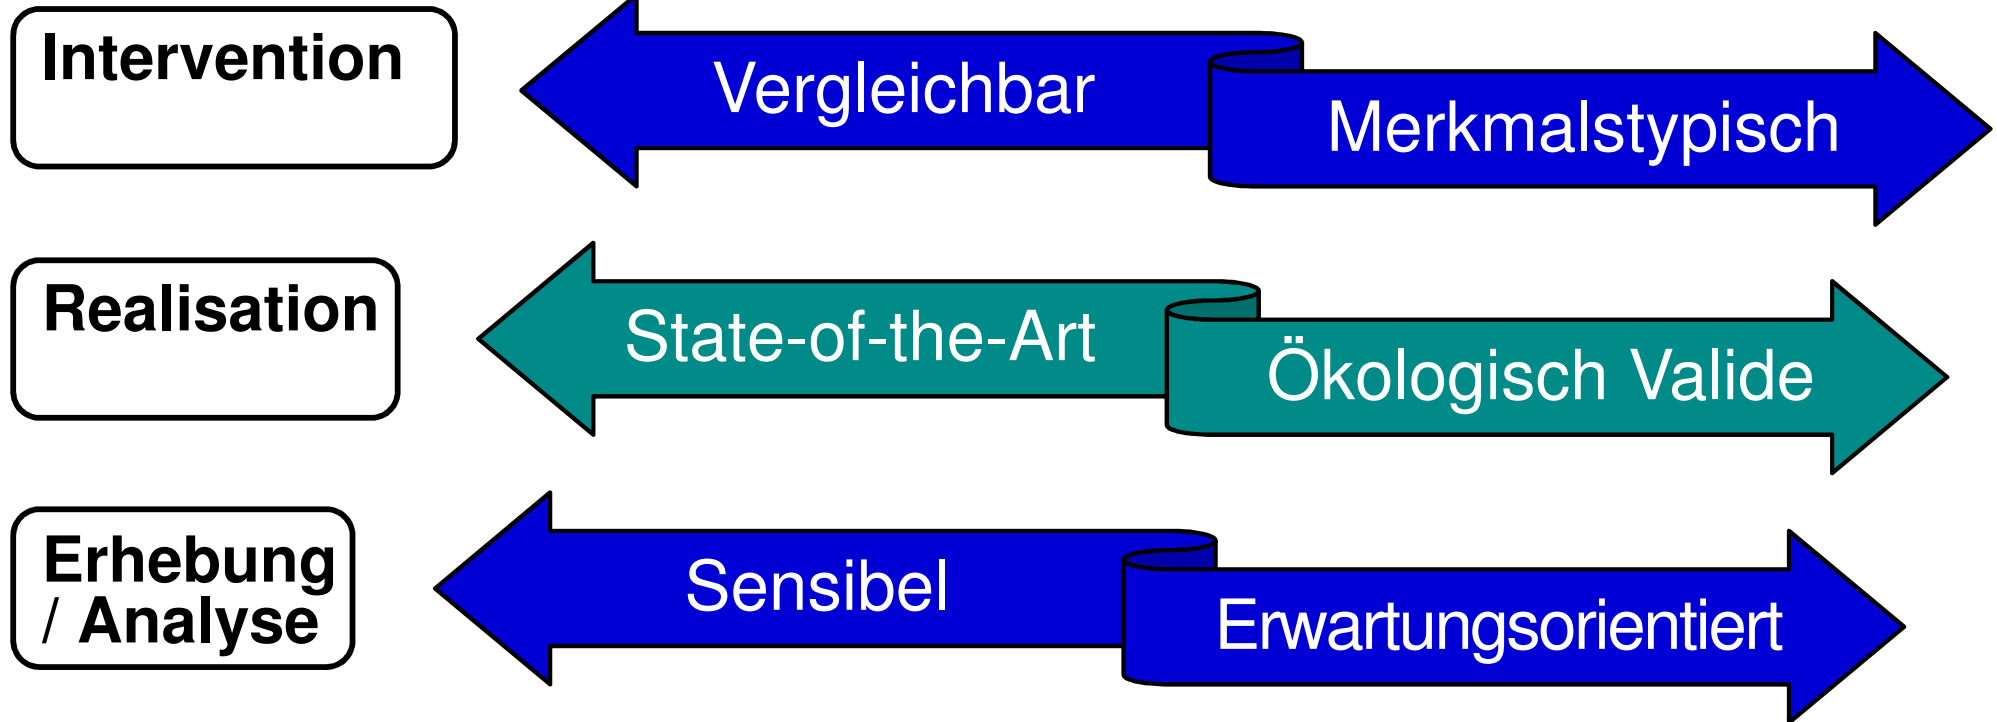 Intervention
Vergleichbar
Merkmalstypisch
Realisation
State-of-the-Art
Ökologisch Valide
Erhebung
/ Analyse
Sensibel
Erwartungsorientiert